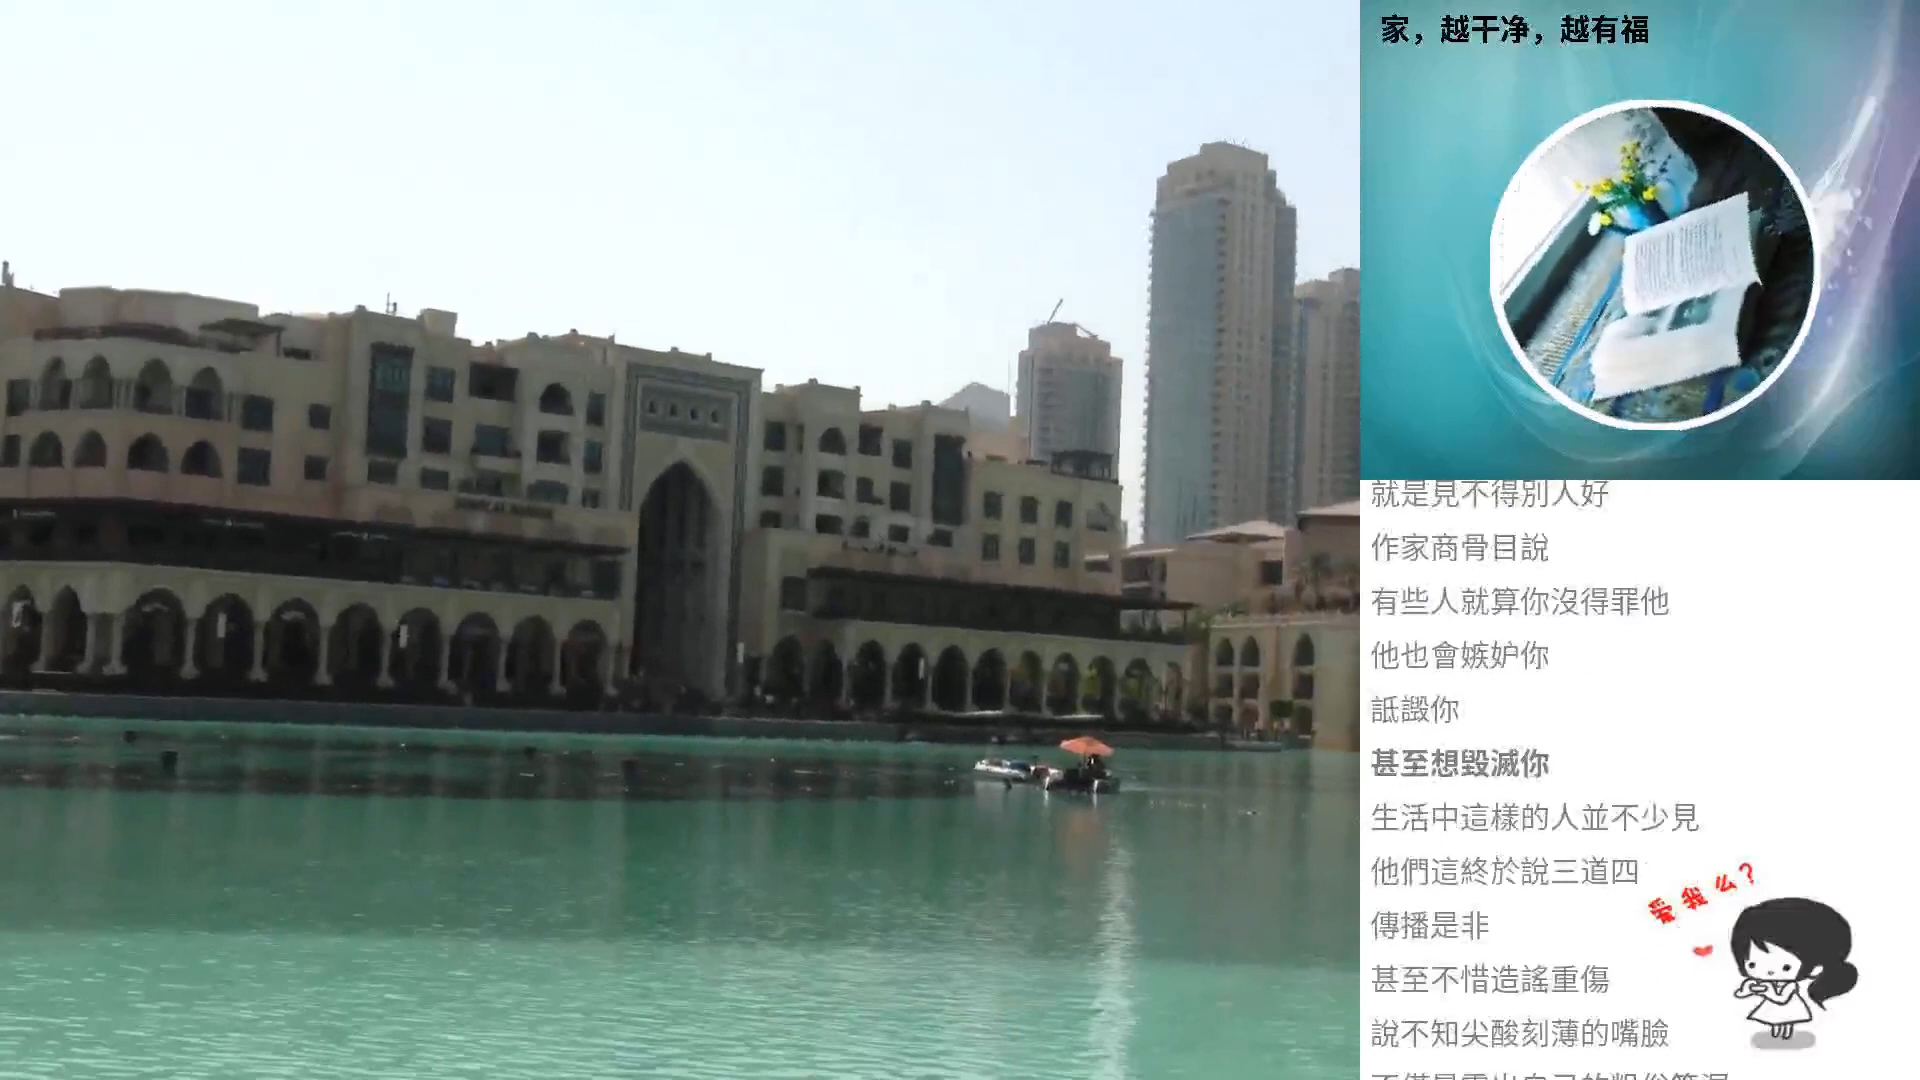 家，越干净，越有福
就是見不得別人好
作家商骨目說
有些人就算你沒得罪他
他也會嫉妒你
詆譭你
甚至想毀滅你
生活中這樣的人並不少見
他們這終於說三道四
爱我么？
傳播是非
甚至不惜造謠重傷
說不知尖酸刻薄的嘴臉